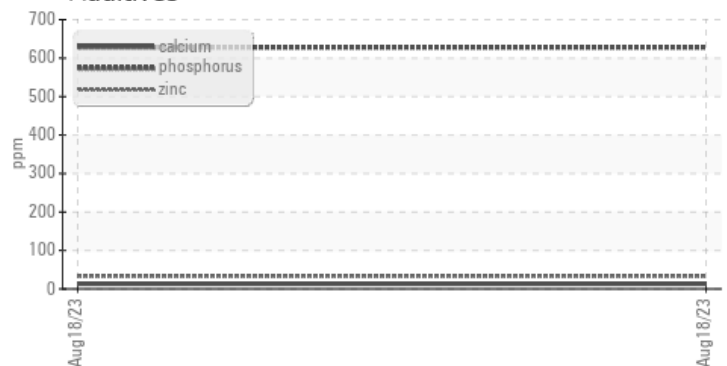 Additives
700
600
500
400
300
200
100
0
ppm
calcium
phosphorus
zinc
Aug18/23
Aug18/23